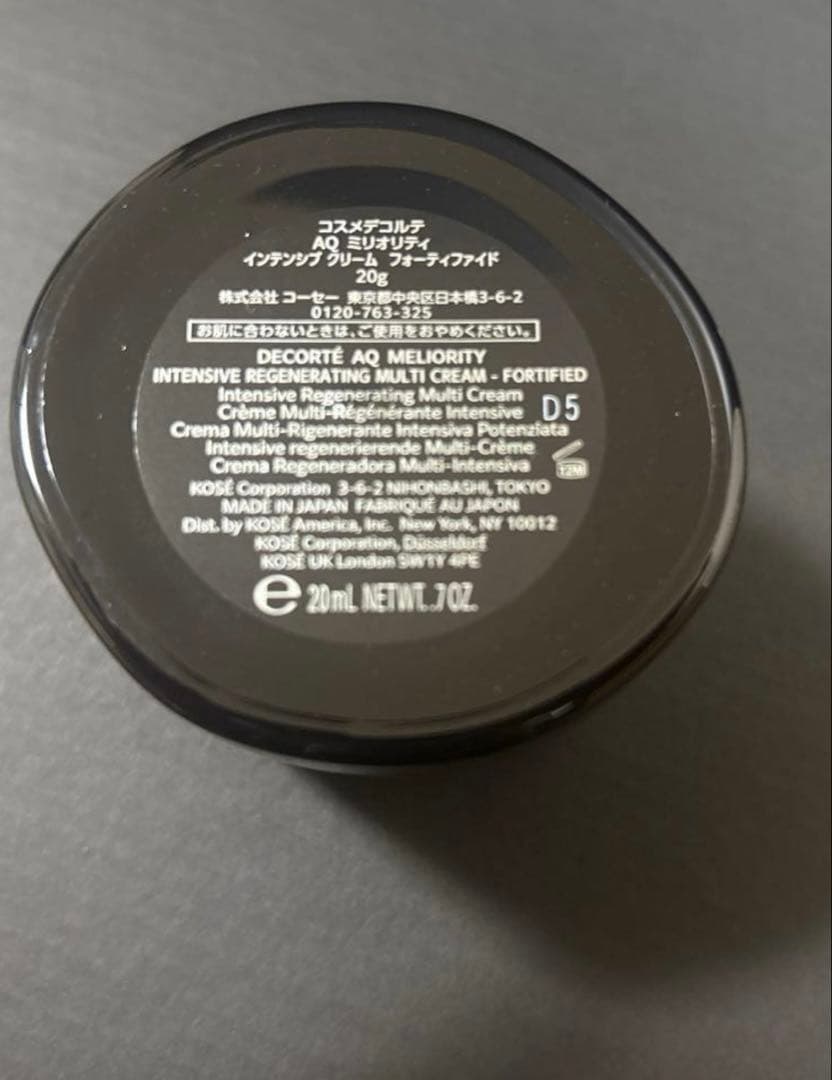 コスメデコルテ
AQ ミリオリティ
インテンシブ クリーム フォーティファイド
20g
株式会社 コーセー 東京都中央区日本橋3-6-2
0120-763-325
お肌に合わないときは、ご使用をおやめください。
DECORTÉ AQ MELIORITY
INTENSIVE REGENERATING MULTI CREAM - FORTIFIED
Intensive Regenerating Multi Cream
Crème Multi-Régénérante Intensive D5
Crema Multi-Rigenerante Intensiva Potenziata
Intensive regenerierende Multi-Crème
Crema Regeneradora Multi-Intensiva 12M
KOSÉ Corporation 3-6-2 NIHONBASHI, TOKYO
MADE IN JAPAN FABRIQUÉ AU JAPON
Dist. by KOSÉ America, Inc. New York, NY 10012
KOSÉ Corporation, Düsseldorf
KOSÉ UK London SW1Y 4PE
e 20mL NETWT..7OZ.